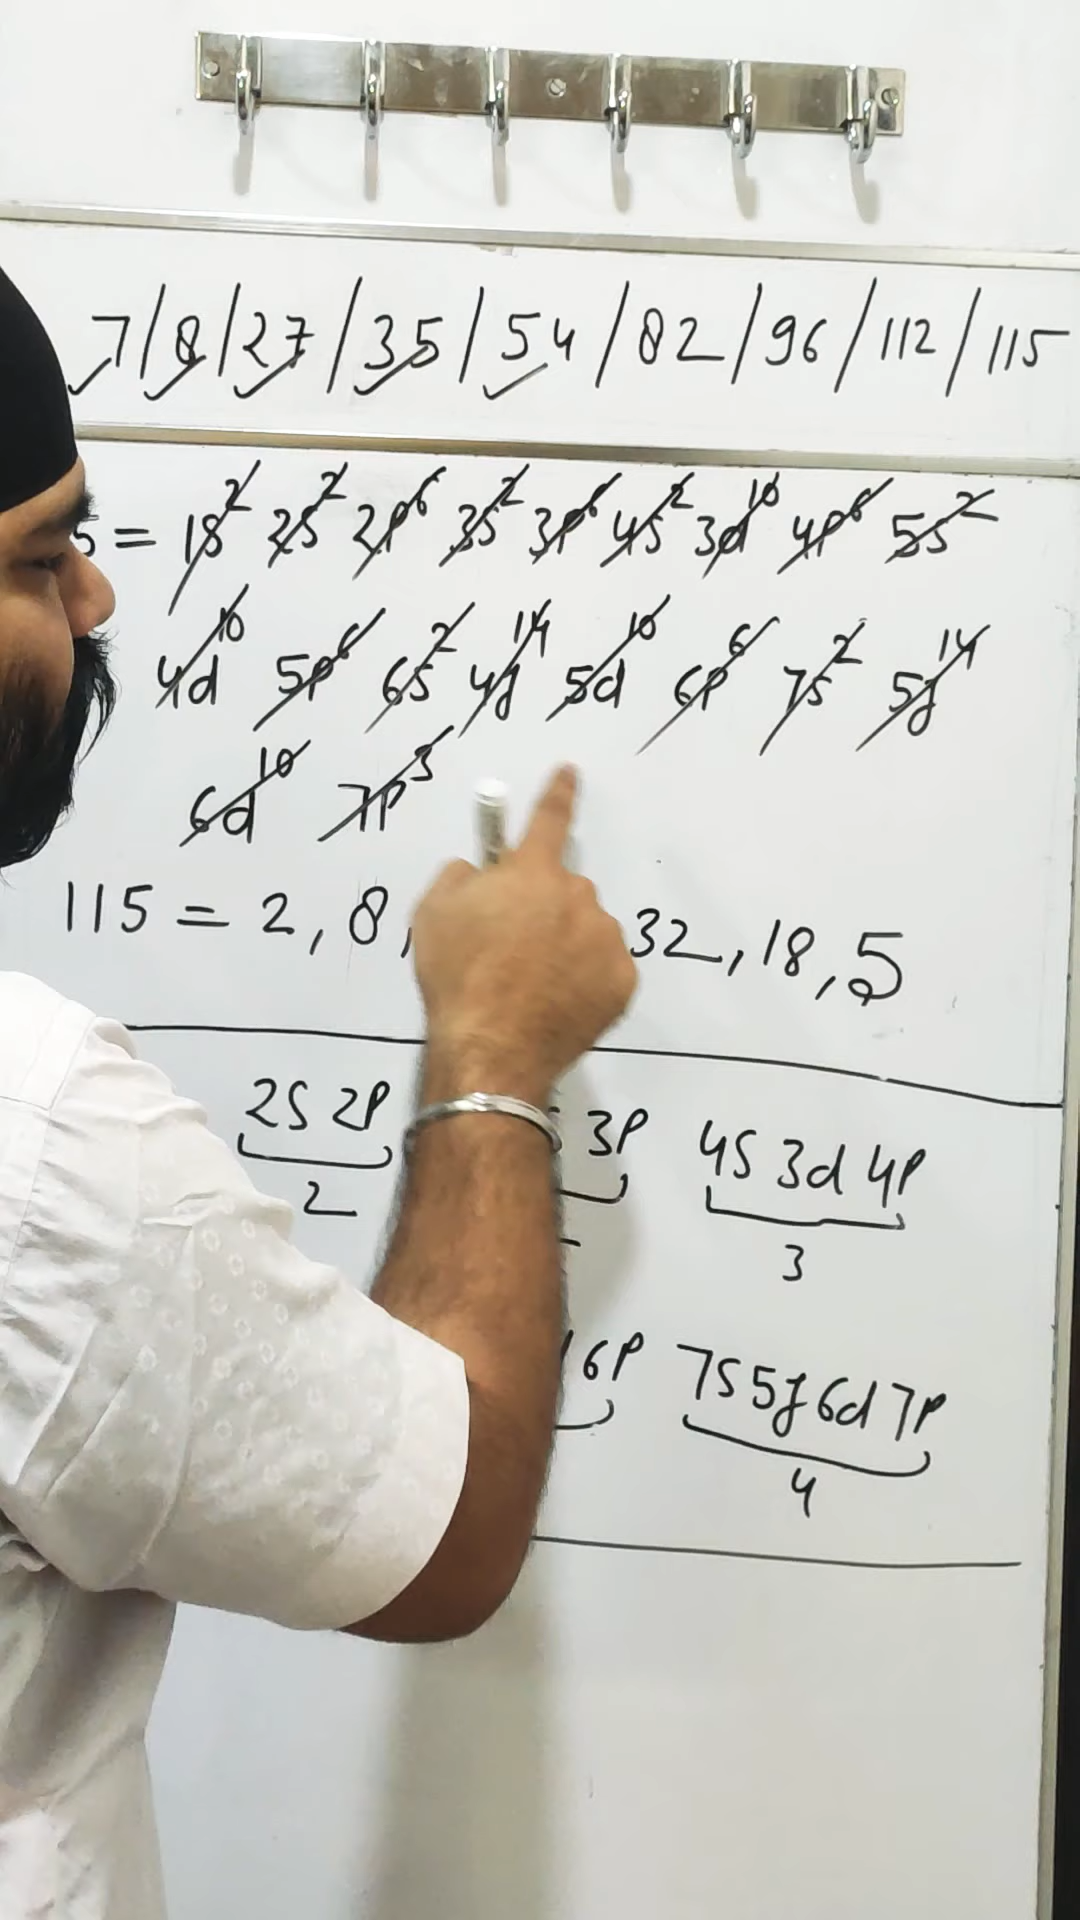 7/8/27/35/54/82/96/112/115
5 = 1s² 2s² 2p⁶ 3s² 3p⁶ 4s² 3d¹⁰ 4p⁶ 5s²
4d¹⁰ 5p⁶ 6s² 4f¹⁴ 5d¹⁰ 6p⁶ 7s² 5f¹⁴
6d¹⁰ 7p³
115 = 2, 8, 32, 18, 5
2s 2p 3p 4s 3d 4p
2 3
6p 7s 5f 6d 7p
4